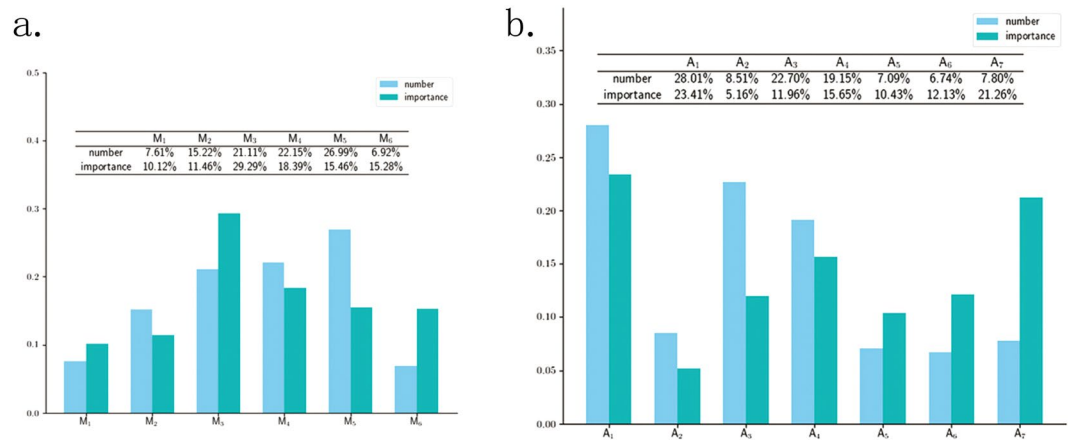 a.
number
importance
0.5
0.4
0.3
0.2
0.1
0.0
M₁ M₂ M₃ M₄ M₅ M₆
number 7.61% 15.22% 21.11% 22.15% 26.99% 6.92%
importance 10.12% 11.46% 29.29% 18.39% 15.46% 15.28%
M₁ M₂ M₃ M₄ M₅ M₆
b.
number
importance
0.35
0.30
0.25
0.20
0.15
0.10
0.05
0.00
A₁ A₂ A₃ A₄ A₅ A₆ A₇
number 28.01% 8.51% 22.70% 19.15% 7.09% 6.74% 7.80%
importance 23.41% 5.16% 11.96% 15.65% 10.43% 12.13% 21.26%
A₁ A₂ A₃ A₄ A₅ A₆ A₇